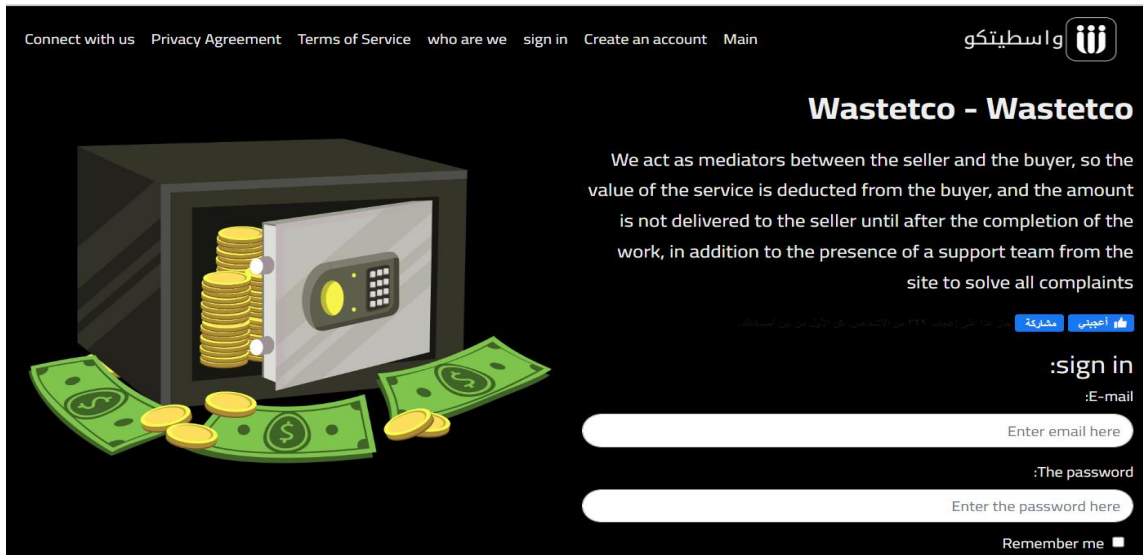 Connect with us Privacy Agreement Terms of Service who are we sign in Create an account Main
واسطيتكو
Wastetco - Wastetco
We act as mediators between the seller and the buyer, so the
value of the service is deducted from the buyer, and the amount
is not delivered to the seller until after the completion of the
work, in addition to the presence of a support team from the
site to solve all complaints
أعجبني مشاركة
:sign in
:E-mail
Enter email here
:The password
Enter the password here
Remember me